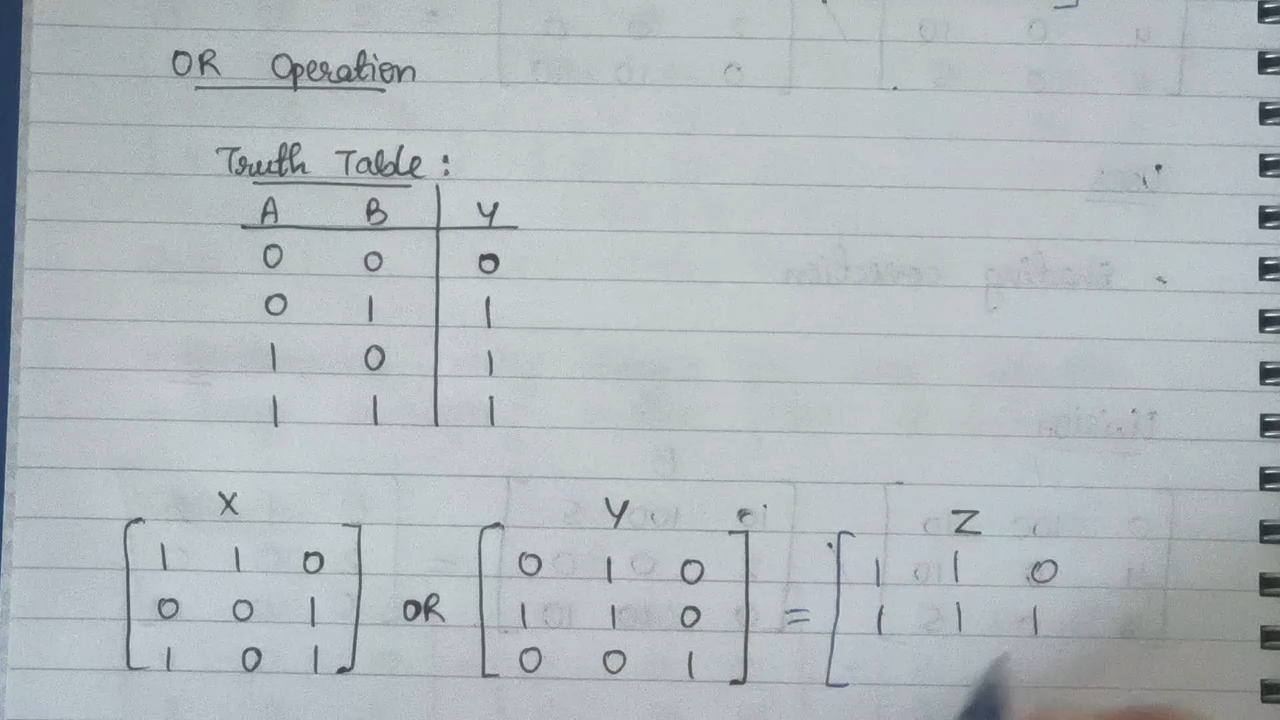 OR Operation
Truth Table :
A B Y
0 0 0
0 1 1
1 0 1
1 1 1
X Y Z
1 1 0 0 1 0 1 1 0
0 0 1 OR 1 1 0 = 1 1 1
1 0 1 0 0 1